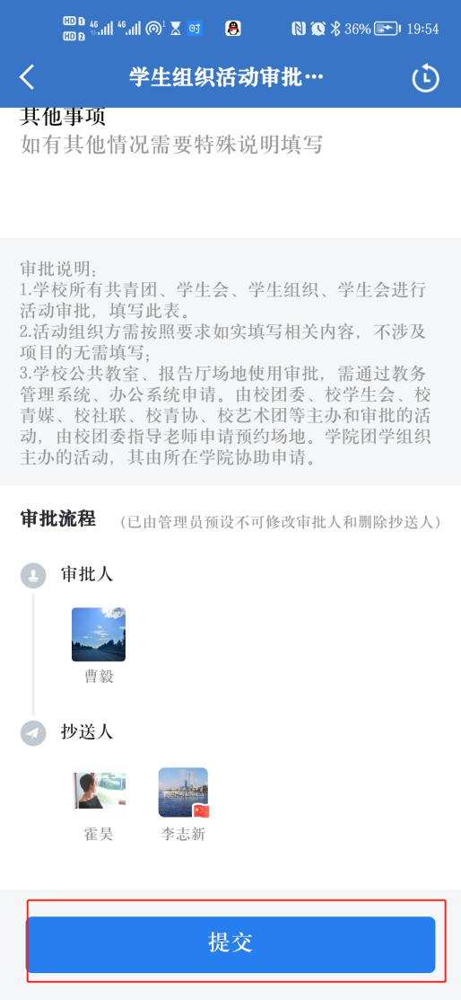 HD 1 4G 4G 1 时 36% 19:54
HD 2
学生组织活动审批…
其他事项
如有其他情况需要特殊说明填写
审批说明：
1.学校所有共青团、学生会、学生组织、学生会进行
活动审批，填写此表。
2.活动组织方需按照要求如实填写相关内容，不涉及
项目的无需填写；
3.学校公共教室、报告厅场地使用审批，需通过教务
管理系统、办公系统申请。由校团委、校学生会、校
青媒、校社联、校青协、校艺术团等主办和审批的活
动，由校团委指导老师申请预约场地。学院团学组织
主办的活动，其由所在学院协助申请。
审批流程 （已由管理员预设不可修改审批人和删除抄送人）
审批人
曹毅
抄送人
霍昊 李志新
提交